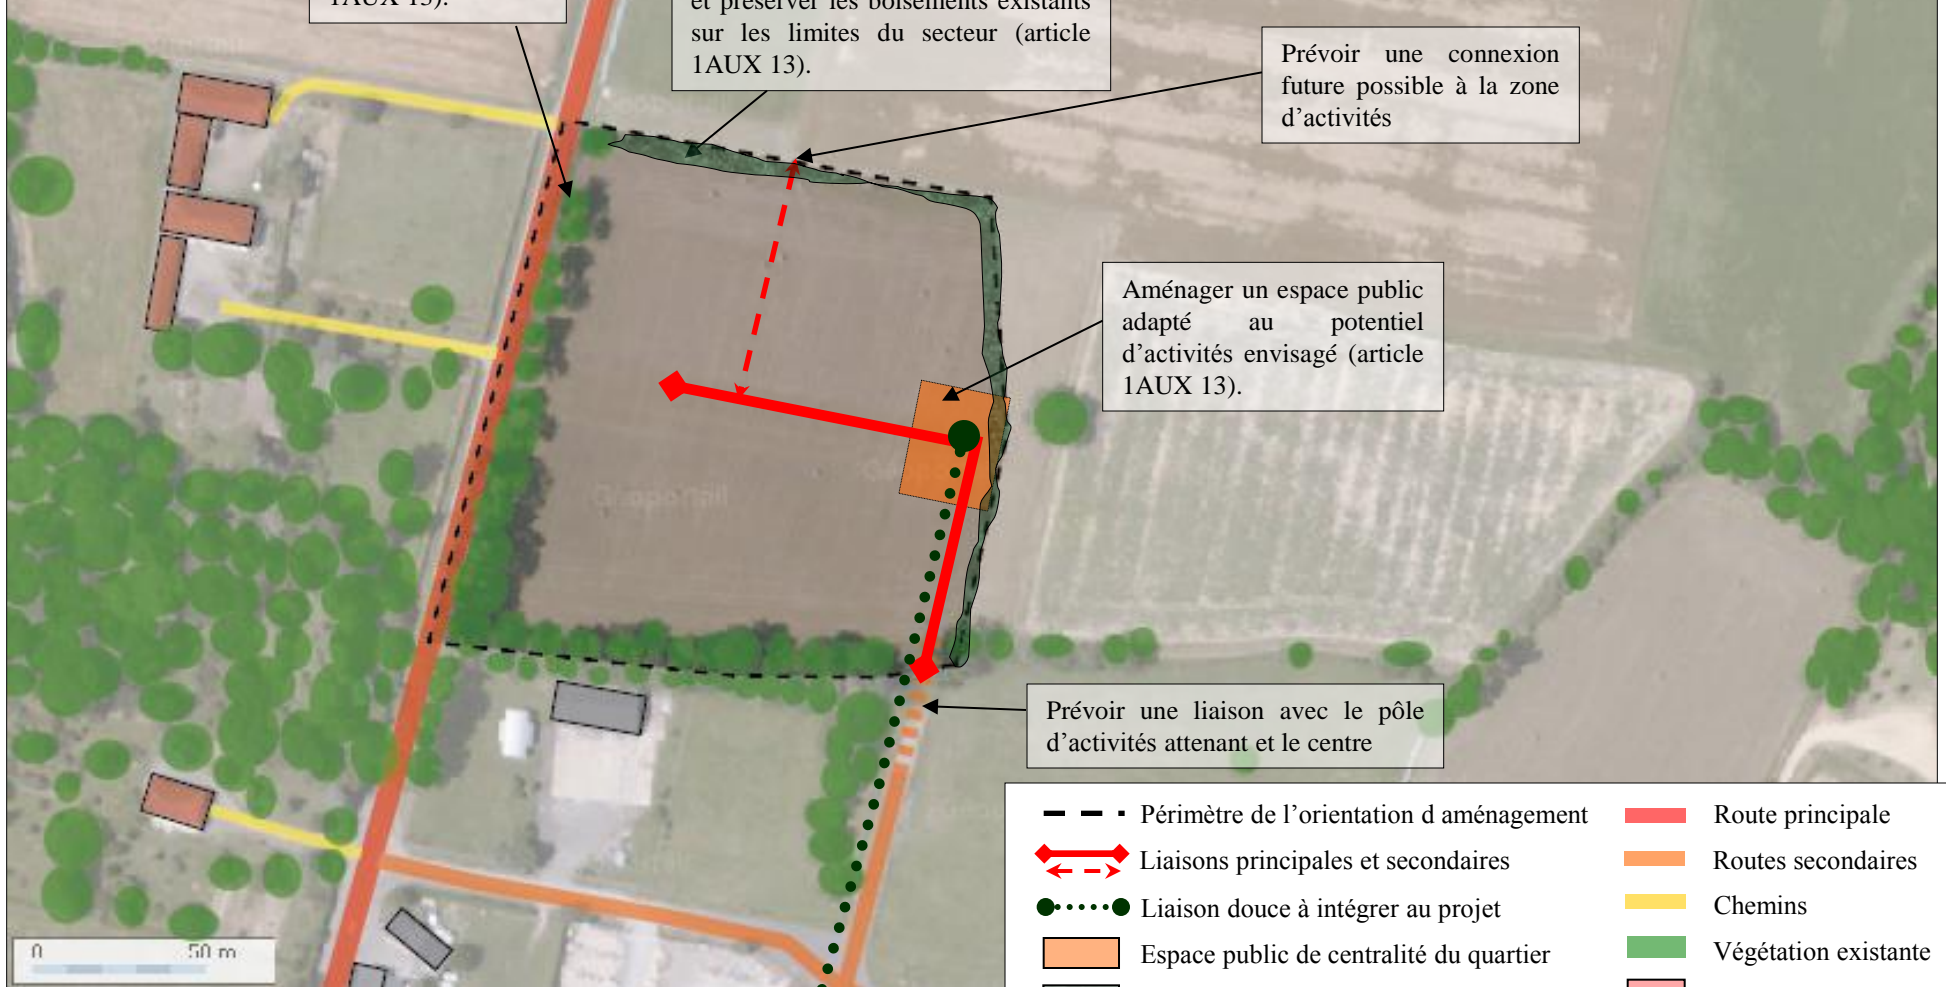 1AUX 13).
et préserver les boisements existants
sur les limites du secteur (article
1AUX 13).
Prévoir une connexion
future possible à la zone
d’activités
Aménager un espace public
adapté au potentiel
d’activités envisagé (article
1AUX 13).
Prévoir une liaison avec le pôle
d’activités attenant et le centre
Périmètre de l’orientation d aménagement
Liaisons principales et secondaires
Liaison douce à intégrer au projet
Espace public de centralité du quartier
Route principale
Routes secondaires
Chemins
Végétation existante
0 50 m